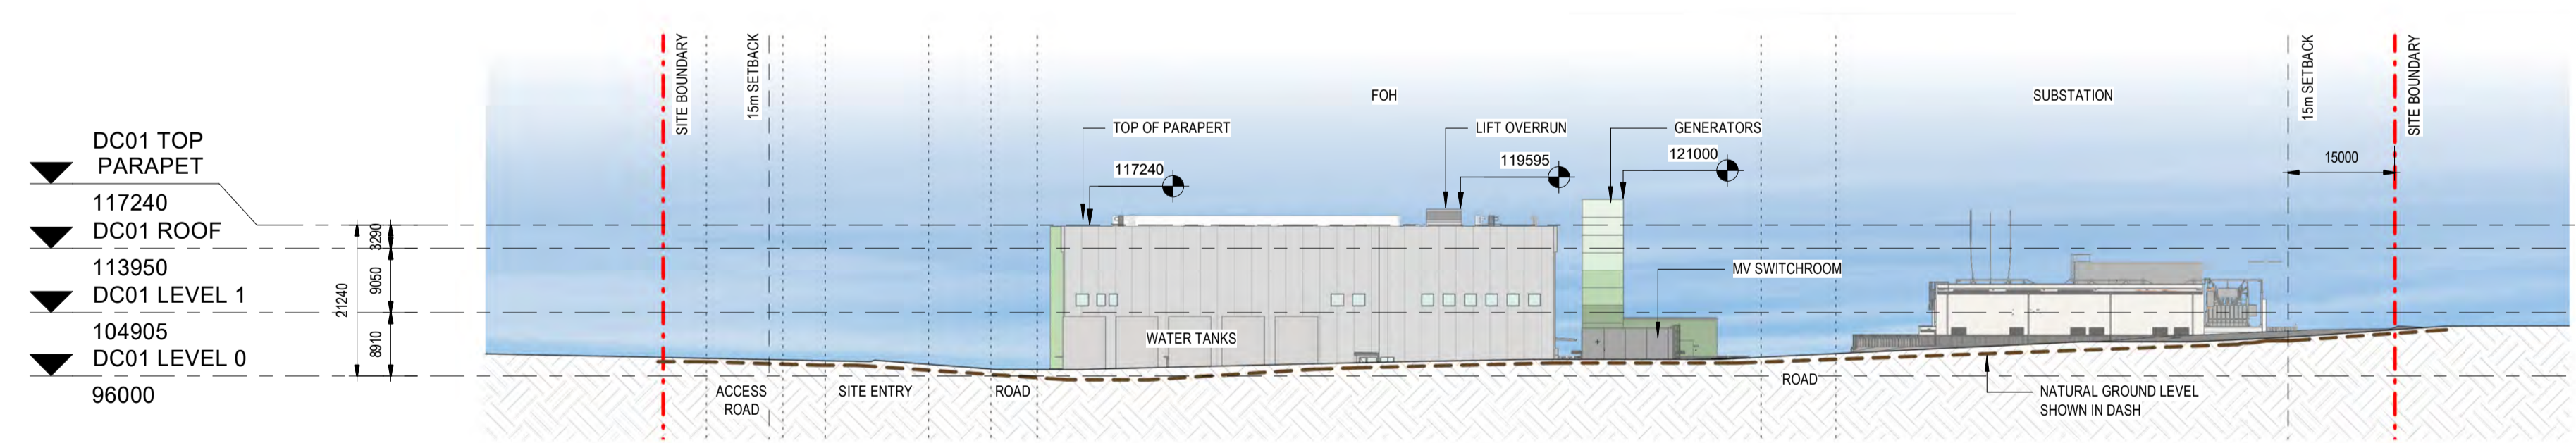 DC01 TOP
PARAPET
117240
DC01 ROOF
113950
DC01 LEVEL 1
104905
DC01 LEVEL 0
96000
21240
3290
9050
8910
SITE BOUNDARY
15m SETBACK
FOH
SUBSTATION
15m SETBACK
SITE BOUNDARY
TOP OF PARAPERT
117240
LIFT OVERRUN
119595
GENERATORS
121000
15000
MV SWITCHROOM
WATER TANKS
ACCESS
ROAD
SITE ENTRY
ROAD
ROAD
NATURAL GROUND LEVEL
SHOWN IN DASH